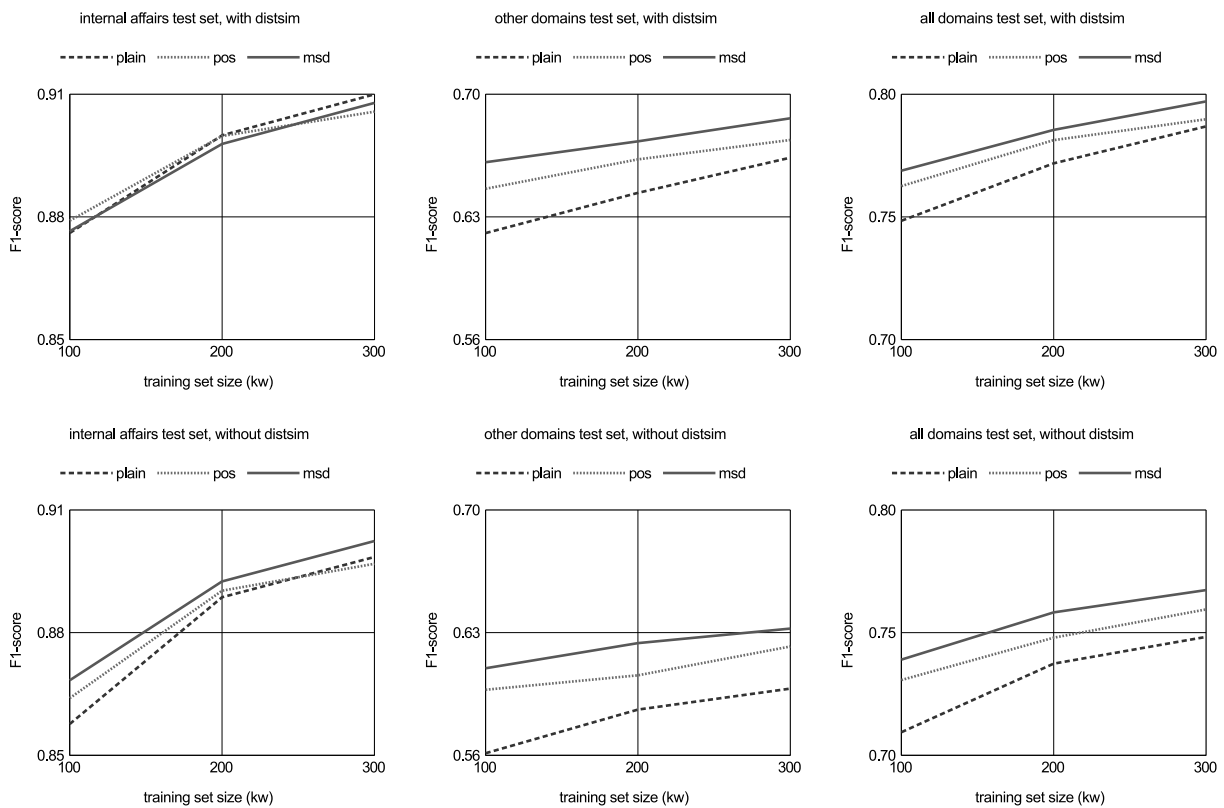 internal affairs test set, with distsim
plain pos msd
0.91
0.88
0.85
F1-score
100 200 300
training set size (kw)
other domains test set, with distsim
plain pos msd
0.70
0.63
0.56
F1-score
100 200 300
training set size (kw)
all domains test set, with distsim
plain pos msd
0.80
0.75
0.70
F1-score
100 200 300
training set size (kw)
internal affairs test set, without distsim
plain pos msd
0.91
0.88
0.85
F1-score
100 200 300
training set size (kw)
other domains test set, without distsim
plain pos msd
0.70
0.63
0.56
F1-score
100 200 300
training set size (kw)
all domains test set, without distsim
plain pos msd
0.80
0.75
0.70
F1-score
100 200 300
training set size (kw)